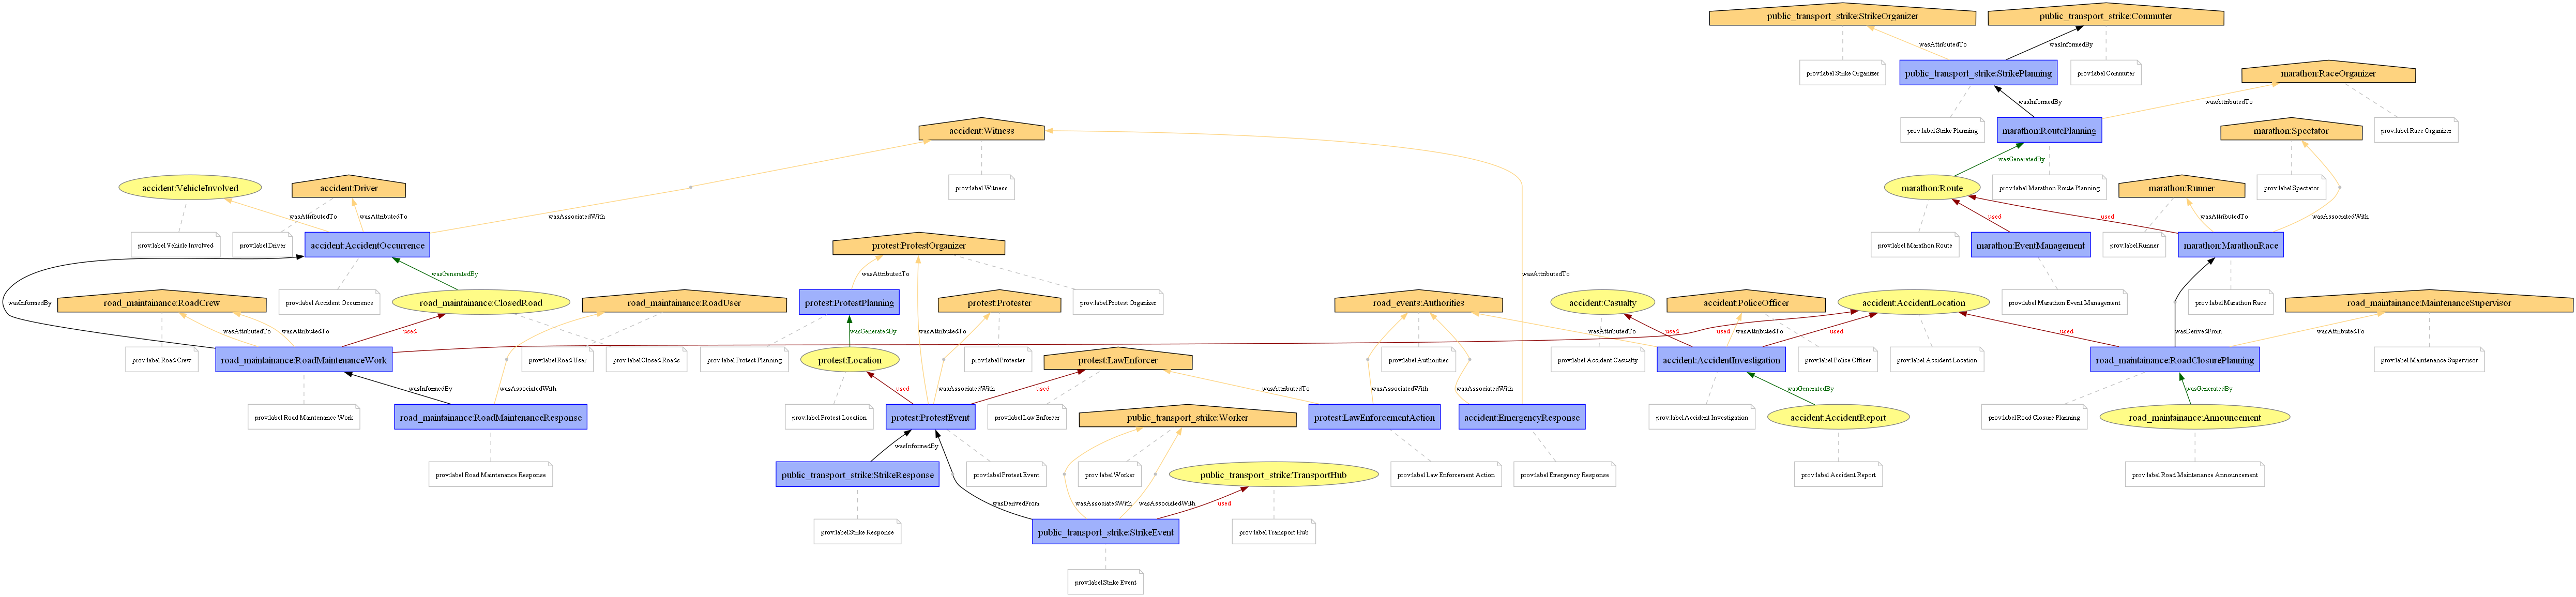 public_transport_strike:StrikeOrganizer
public_transport_strike:Commuter
wasAttributedTo
wasInformedBy
prov:label Strike Organizer
public_transport_strike:StrikePlanning
prov:label Commuter
marathon:RaceOrganizer
wasInformedBy
wasAttributedTo
accident:Witness
prov:label Strike Planning
marathon:RoutePlanning
marathon:Spectator
prov:label Race Organizer
wasGeneratedBy
accident:VehicleInvolved
accident:Driver
prov:label Witness
marathon:Route
prov:label Marathon Route Planning
marathon:Runner
prov:label Spectator
wasAttributedTo
wasAttributedTo
wasAssociatedWith
used
used
wasAttributedTo
wasAssociatedWith
prov:label Vehicle Involved
prov:label Driver
accident:AccidentOccurrence
protest:ProtestOrganizer
prov:label Marathon Route
marathon:EventManagement
prov:label Runner
marathon:MarathonRace
wasGeneratedBy
wasAttributedTo
wasAttributedTo
wasInformedBy
road_maintainance:RoadCrew
prov:label Accident Occurrence
road_maintainance:ClosedRoad
road_maintainance:RoadUser
protest:ProtestPlanning
protest:Protester
prov:label Protest Organizer
road_events:Authorities
accident:Casualty
accident:PoliceOfficer
accident:AccidentLocation
prov:label Marathon Event Management
prov:label Marathon Race
road_maintainance:MaintenanceSupervisor
wasAttributedTo
wasAttributedTo
used
wasGeneratedBy
wasAttributedTo
wasAttributedTo
used
wasAttributedTo
used
used
used
wasDerivedFrom
wasAttributedTo
prov:label Road Crew
road_maintainance:RoadMaintenanceWork
prov:label Road User
prov:label Closed Roads
prov:label Protest Planning
protest:Location
prov:label Protester
protest:LawEnforcer
prov:label Authorities
prov:label Accident Casualty
accident:AccidentInvestigation
prov:label Police Officer
prov:label Accident Location
road_maintainance:RoadClosurePlanning
prov:label Maintenance Supervisor
wasInformedBy
wasAssociatedWith
used
wasAssociatedWith
used
wasAttributedTo
wasAssociatedWith
wasGeneratedBy
wasGeneratedBy
prov:label Road Maintenance Work
road_maintainance:RoadMaintenanceResponse
prov:label Protest Location
protest:ProtestEvent
prov:label Law Enforcer
public_transport_strike:Worker
protest:LawEnforcementAction
accident:EmergencyResponse
prov:label Accident Investigation
accident:AccidentReport
prov:label Road Closure Planning
road_maintainance:Announcement
wasInformedBy
prov:label Road Maintenance Response
public_transport_strike:StrikeResponse
prov:label Protest Event
prov:label Worker
public_transport_strike:TransportHub
prov:label Law Enforcement Action
prov:label Emergency Response
prov:label Accident Report
prov:label Road Maintenance Announcement
wasDerivedFrom
wasAssociatedWith
wasAssociatedWith
used
prov:label Strike Response
public_transport_strike:StrikeEvent
prov:label Transport Hub
prov:label Strike Event